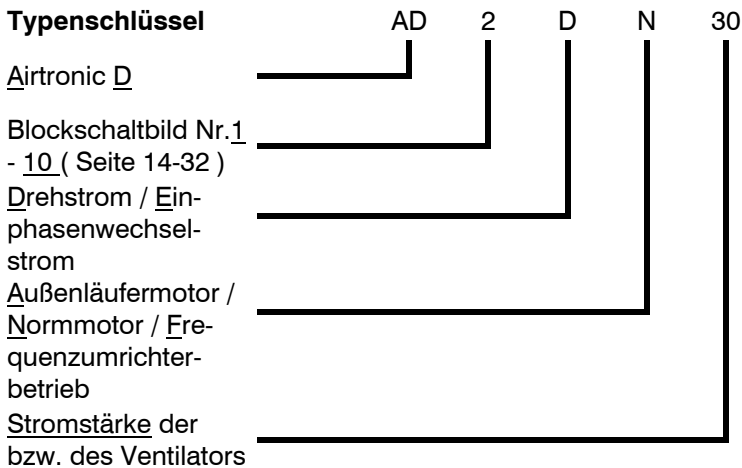 Typenschlüssel AD 2 D N 30
Airtronic D
Blockschaltbild Nr.1
- 10 ( Seite 14-32 )
Drehstrom / Ein-
phasenwechsel-
strom
Außenläufermotor /
Normmotor / Fre-
quenzumrichter-
betrieb
Stromstärke der
bzw. des Ventilators